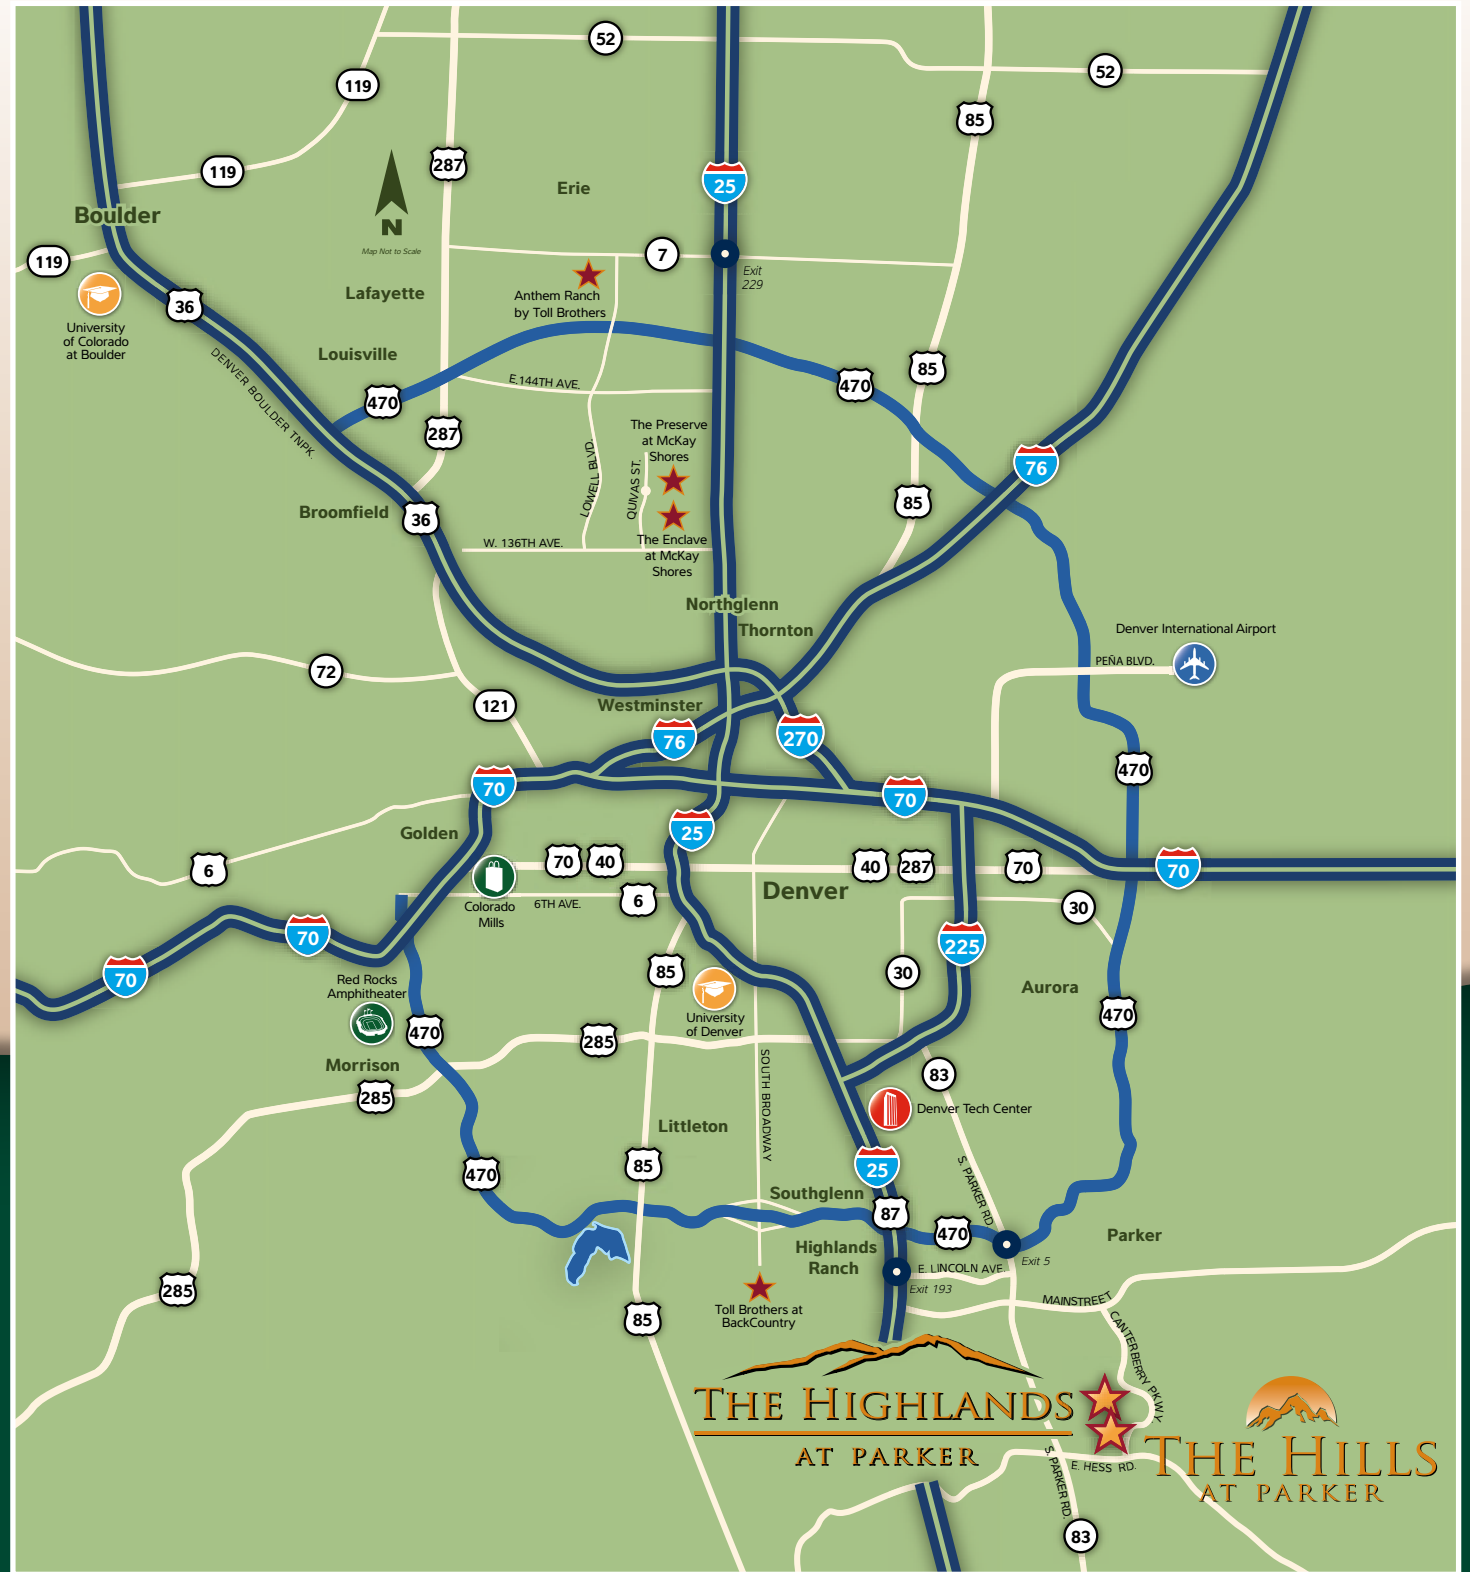 52
52
119
85
119
287
25
Erie
Boulder
N
Map Not to Scale
119
7
Exit
229
36
Anthem Ranch
by Toll Brothers
Lafayette
University
of Colorado
at Boulder
Louisville
DENVER BOULDER TNPK.
E.144TH AVE.
470
470
85
287
The Preserve
at McKay
Shores
LOWELL BLVD.
QUIVAS ST.
76
85
Broomfield
36
W. 136TH AVE.
The Enclave
at McKay
Shores
Northglenn
Thornton
Denver International Airport
PEÑA BLVD.
72
121
Westminster
76
270
470
70
70
25
Golden
6
70
40
40
287
70
70
Colorado
Mills
6TH AVE.
6
Denver
30
70
70
225
Red Rocks
Amphitheater
85
30
Aurora
University
of Denver
470
470
285
Morrison
285
SOUTH BROADWAY
83
Denver Tech Center
Littleton
85
470
25
S. PARKER RD.
Southglenn
87
470
Parker
Highlands
Ranch
E. LINCOLN AVE.
Exit 5
Exit 193
285
Toll Brothers at
BackCountry
85
MAINSTREET
CANTERBERRY PKWY.
THE HIGHLANDS
AT PARKER
THE HILLS
AT PARKER
S. PARKER RD.
E. HESS RD.
83